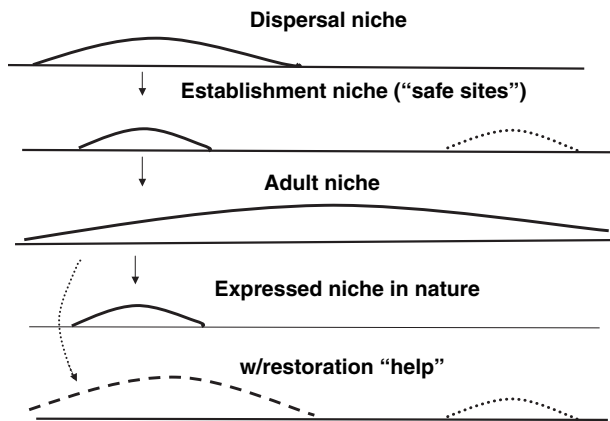 Dispersal niche
Establishment niche (“safe sites”)
Adult niche
Expressed niche in nature
w/restoration “help”